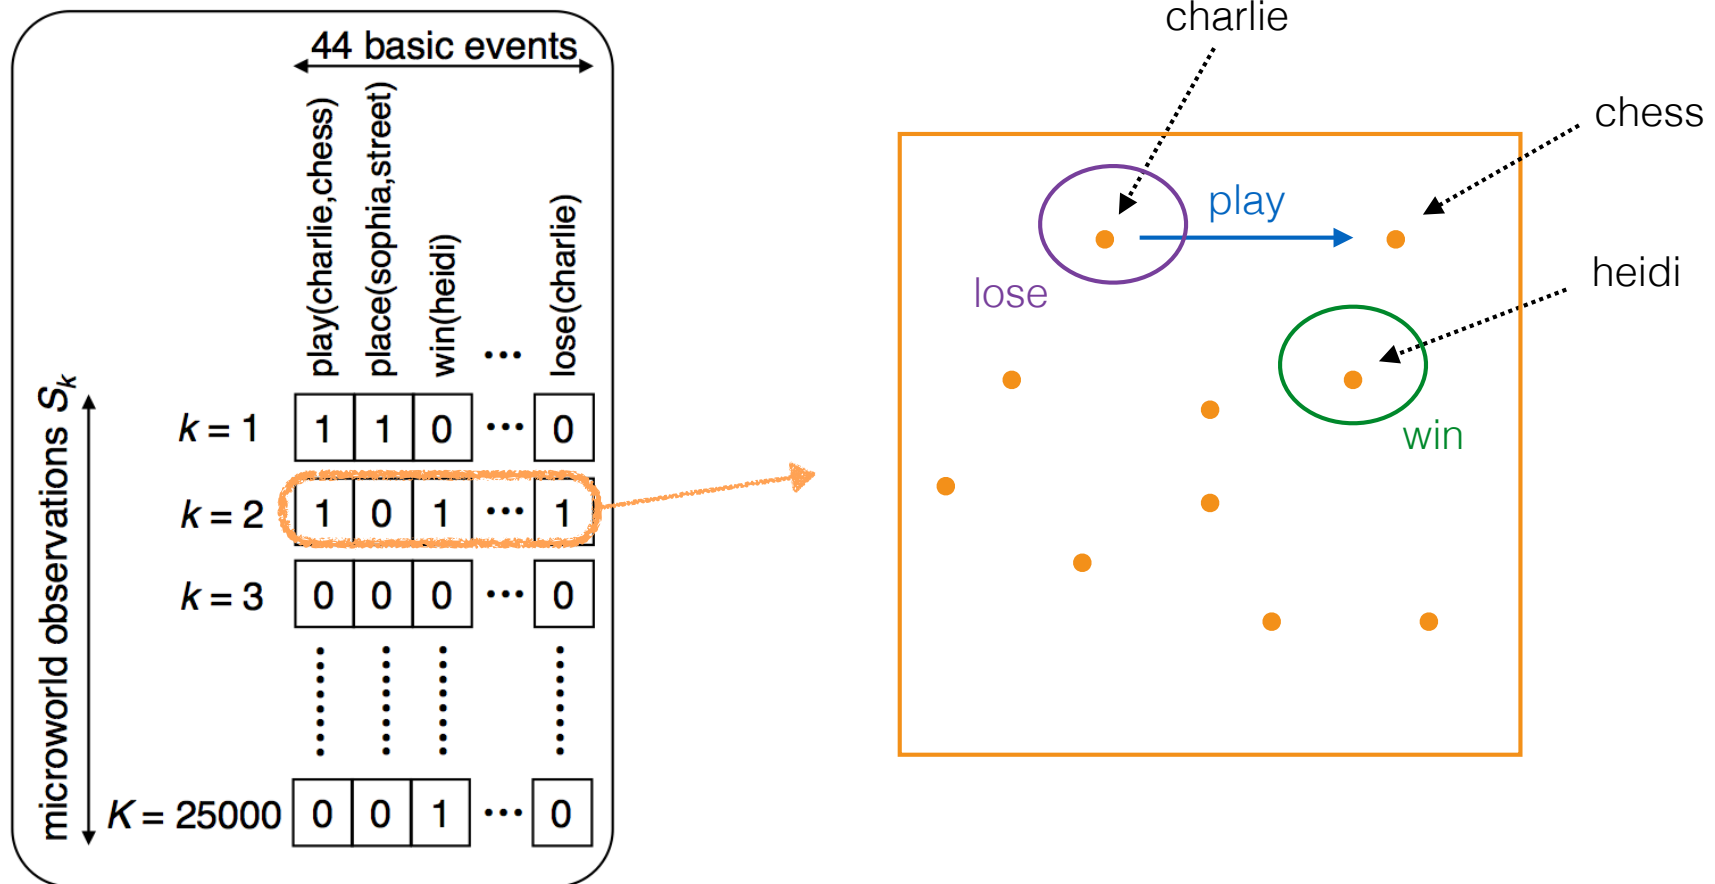 44 basic events
play(charlie,chess)
place(sophia,street)
win(heidi)
...
lose(charlie)
microworld observations Sk
k = 1 1 1 0 ... 0
k = 2 1 0 1 ... 1
k = 3 0 0 0 ... 0
K = 25000 0 0 1 ... 0
charlie
chess
play
heidi
lose
win